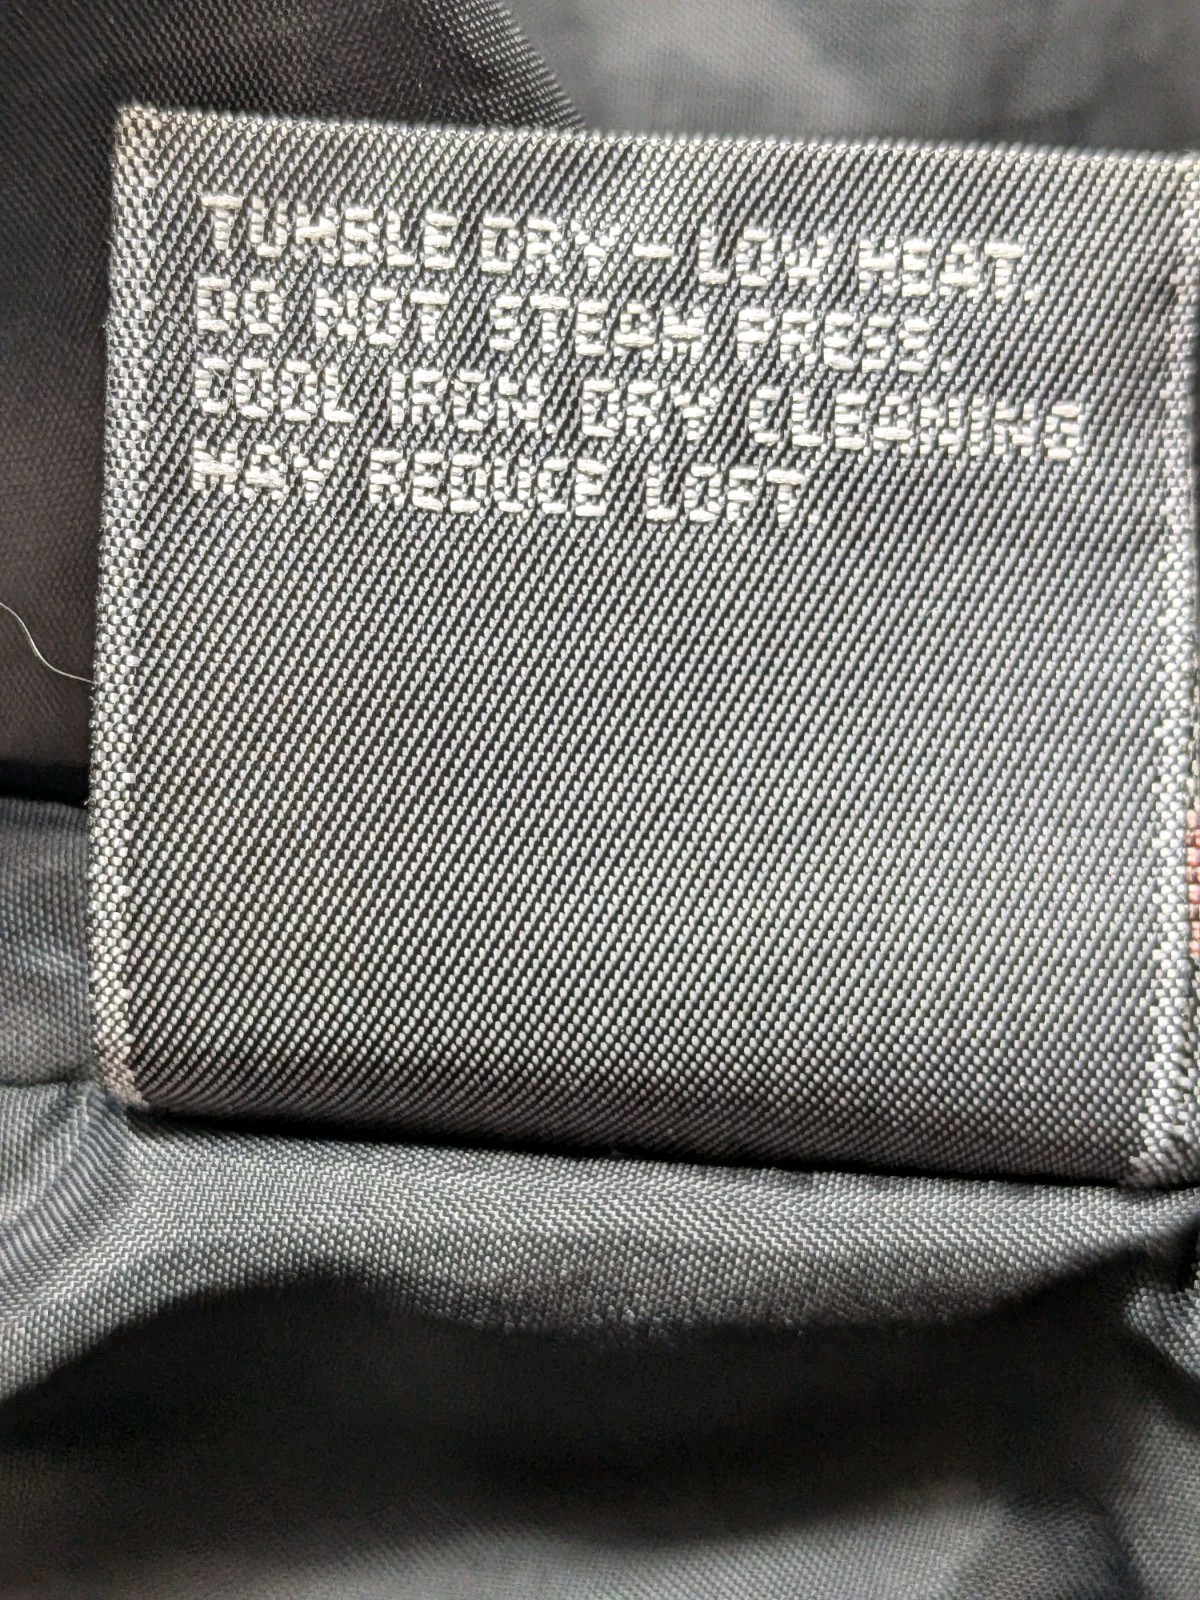 TUMBLE DRY - LOW HEAT.
DO NOT STEAM PRESS.
COOL IRON. DRY CLEANING
MAY REDUCE LOFT.